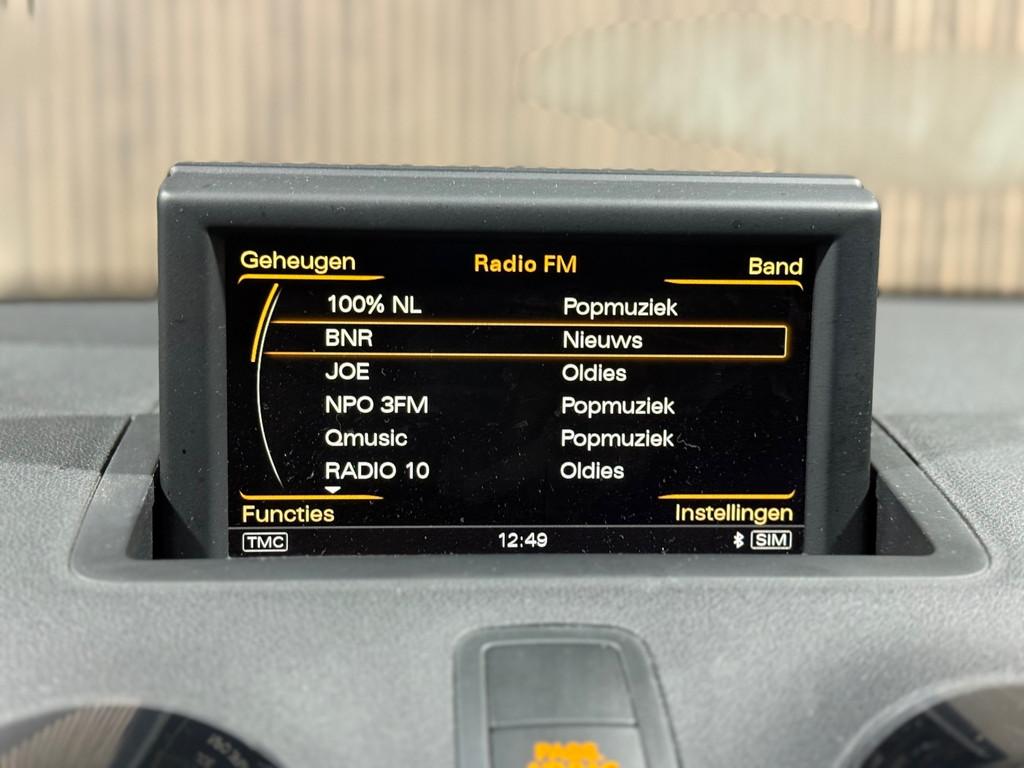 Geheugen Radio FM Band
100% NL Popmuziek
BNR Nieuws
JOE Oldies
NPO 3FM Popmuziek
Qmusic Popmuziek
RADIO 10 Oldies
Functies Instellingen
TMC 12:49 SIM
PASS